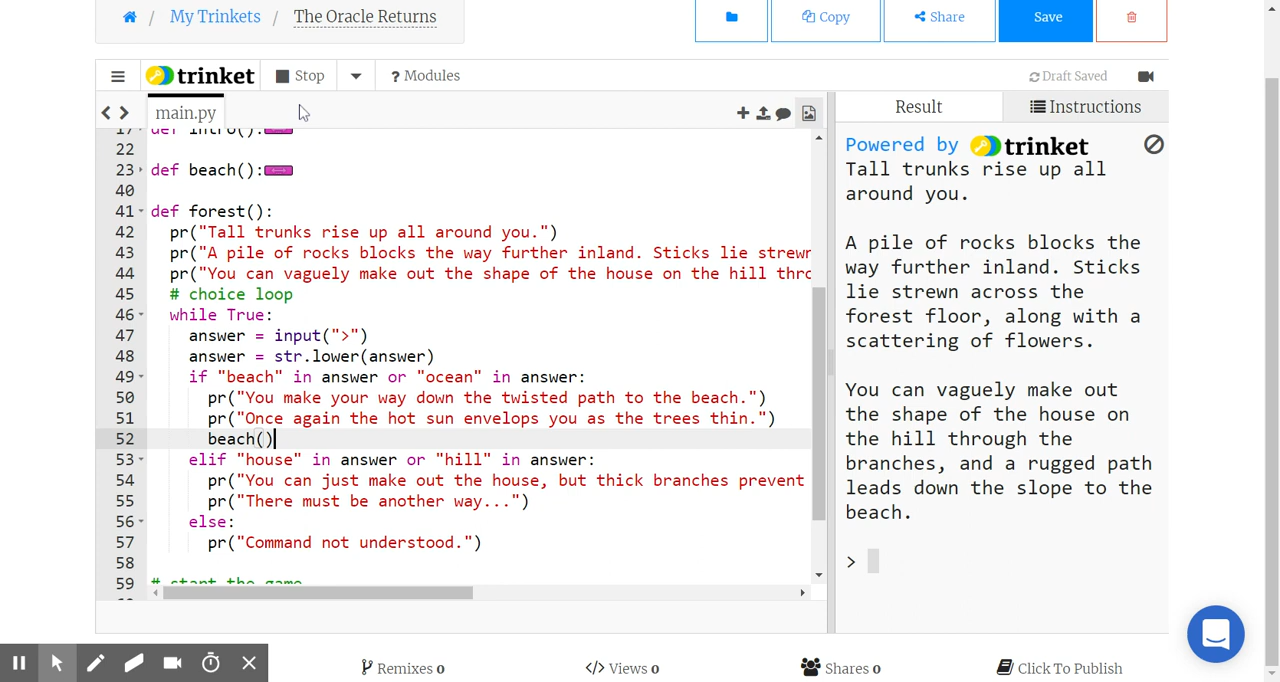 My Trinkets / The Oracle Returns
Copy
Share
Save
trinket
Stop
? Modules
Draft Saved
main.py
Result
Instructions
17 def intro():
22
23 def beach():
40
41 def forest():
42 pr("Tall trunks rise up all around you.")
43 pr("A pile of rocks blocks the way further inland. Sticks lie strewn
44 pr("You can vaguely make out the shape of the house on the hill thro
45 # choice loop
46 while True:
47 answer = input(">")
48 answer = str.lower(answer)
49 if "beach" in answer or "ocean" in answer:
50 pr("You make your way down the twisted path to the beach.")
51 pr("Once again the hot sun envelops you as the trees thin.")
52 beach()
53 elif "house" in answer or "hill" in answer:
54 pr("You can just make out the house, but thick branches prevent
55 pr("There must be another way...")
56 else:
57 pr("Command not understood.")
58
59 # start the game
Powered by trinket
Tall trunks rise up all
around you.
A pile of rocks blocks the
way further inland. Sticks
lie strewn across the
forest floor, along with a
scattering of flowers.
You can vaguely make out
the shape of the house on
the hill through the
branches, and a rugged path
leads down the slope to the
beach.
>
Remixes 0
</> Views 0
Shares 0
Click To Publish